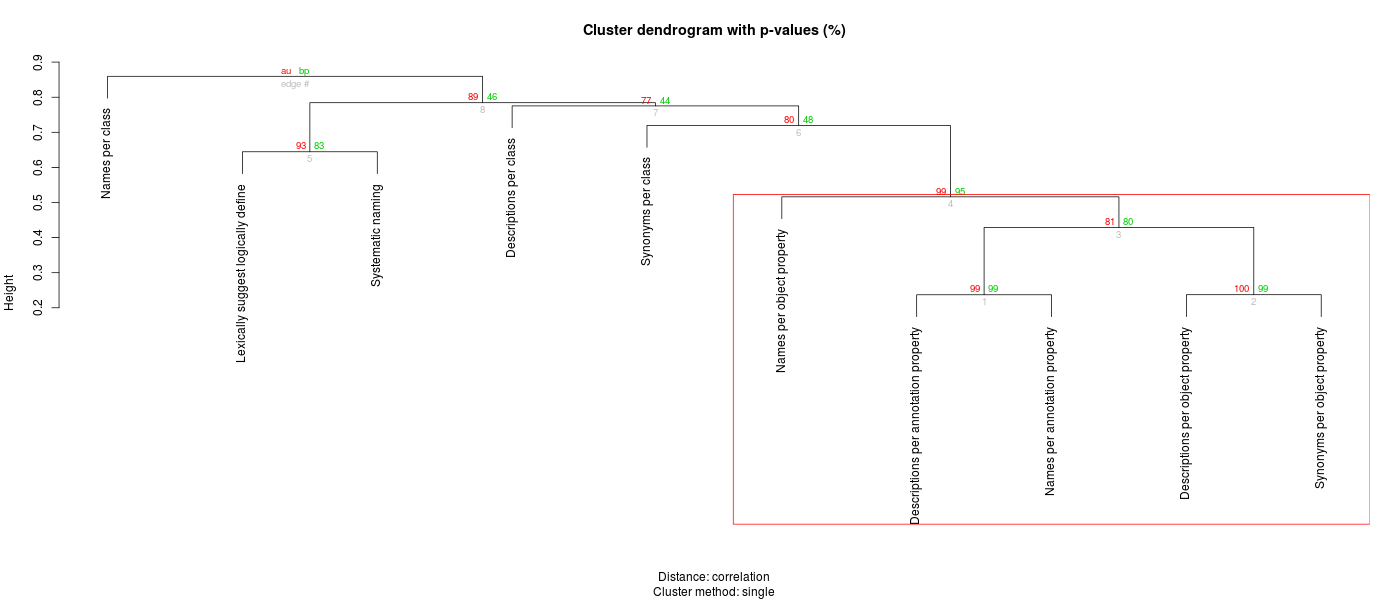 Cluster dendrogram with p-values (%)
Height
0.9
0.8
0.7
0.6
0.5
0.4
0.3
0.2
au bp
edge #
89 46
8
77 44
7
80 48
6
93 83
5
99 95
4
81 80
3
99 99
1
100 99
2
Names per class
Lexically suggest logically define
Systematic naming
Descriptions per class
Synonyms per class
Names per object property
Descriptions per annotation property
Names per annotation property
Descriptions per object property
Synonyms per object property
Distance: correlation
Cluster method: single